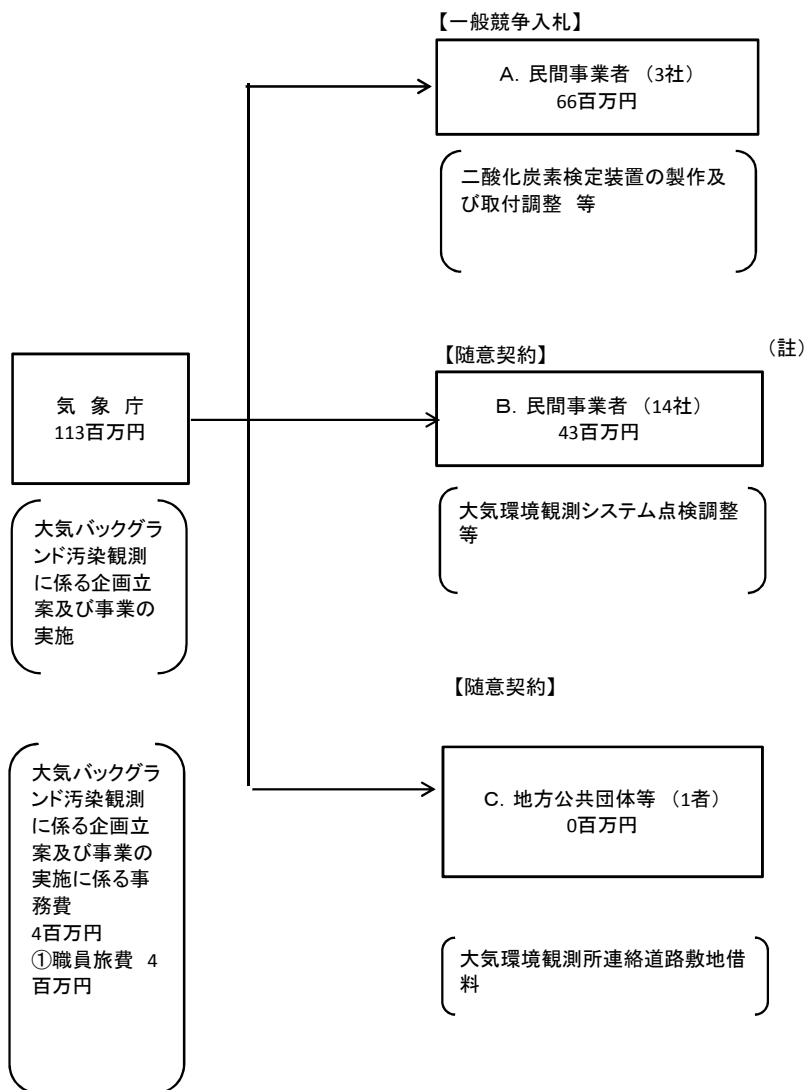 【一般競争入札】
A. 民間事業者 （3社）
66百万円
二酸化炭素検定装置の製作及
び取付調整 等
【随意契約】
（註）
気 象 庁
113百万円
B. 民間事業者 （14社）
43百万円
大気バックグラ
ンド汚染観測
に係る企画立
案及び事業の
実施
大気環境観測システム点検調整
等
【随意契約】
大気バックグラ
ンド汚染観測
に係る企画立
案及び事業の
実施に係る事
務費
4百万円
①職員旅費 4
百万円
C. 地方公共団体等 （1者）
0百万円
大気環境観測所連絡道路敷地借
料